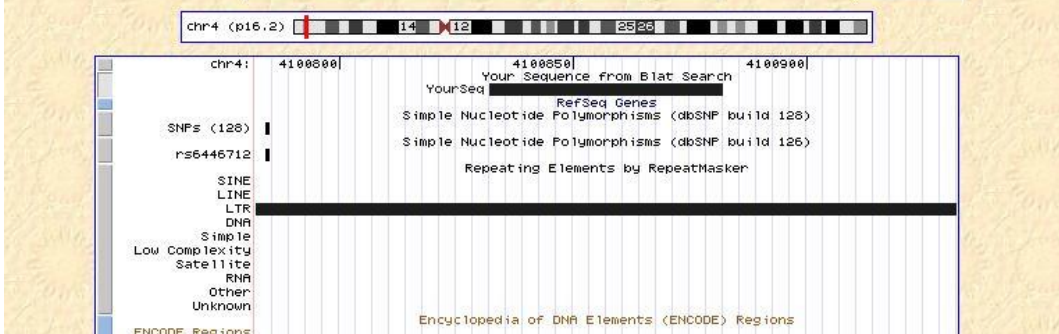 chr4 (p16.2) 14 12 2526
chr4: 4100800| 4100850| 4100900|
Your Sequence from Blat Search
YourSeq
RefSeq Genes
Simple Nucleotide Polymorphisms (dbSNP build 128)
SNPs (128)
Simple Nucleotide Polymorphisms (dbSNP build 126)
rs6446712
Repeating Elements by RepeatMasker
SINE
LINE
LTR
DNA
Simple
Low Complexity
Satellite
RNA
Other
Unknown
Encyclopedia of DNA Elements (ENCODE) Regions
ENCODE Regions